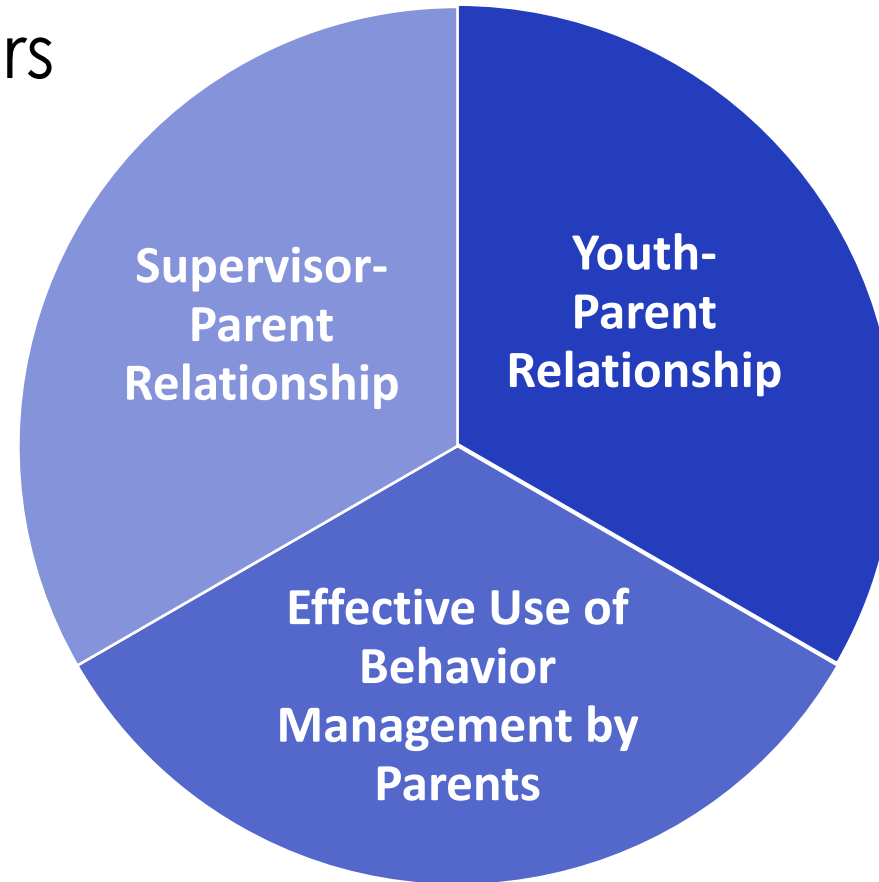 rs
Supervisor-
Parent
Relationship
Youth-
Parent
Relationship
Effective Use of
Behavior
Management by
Parents